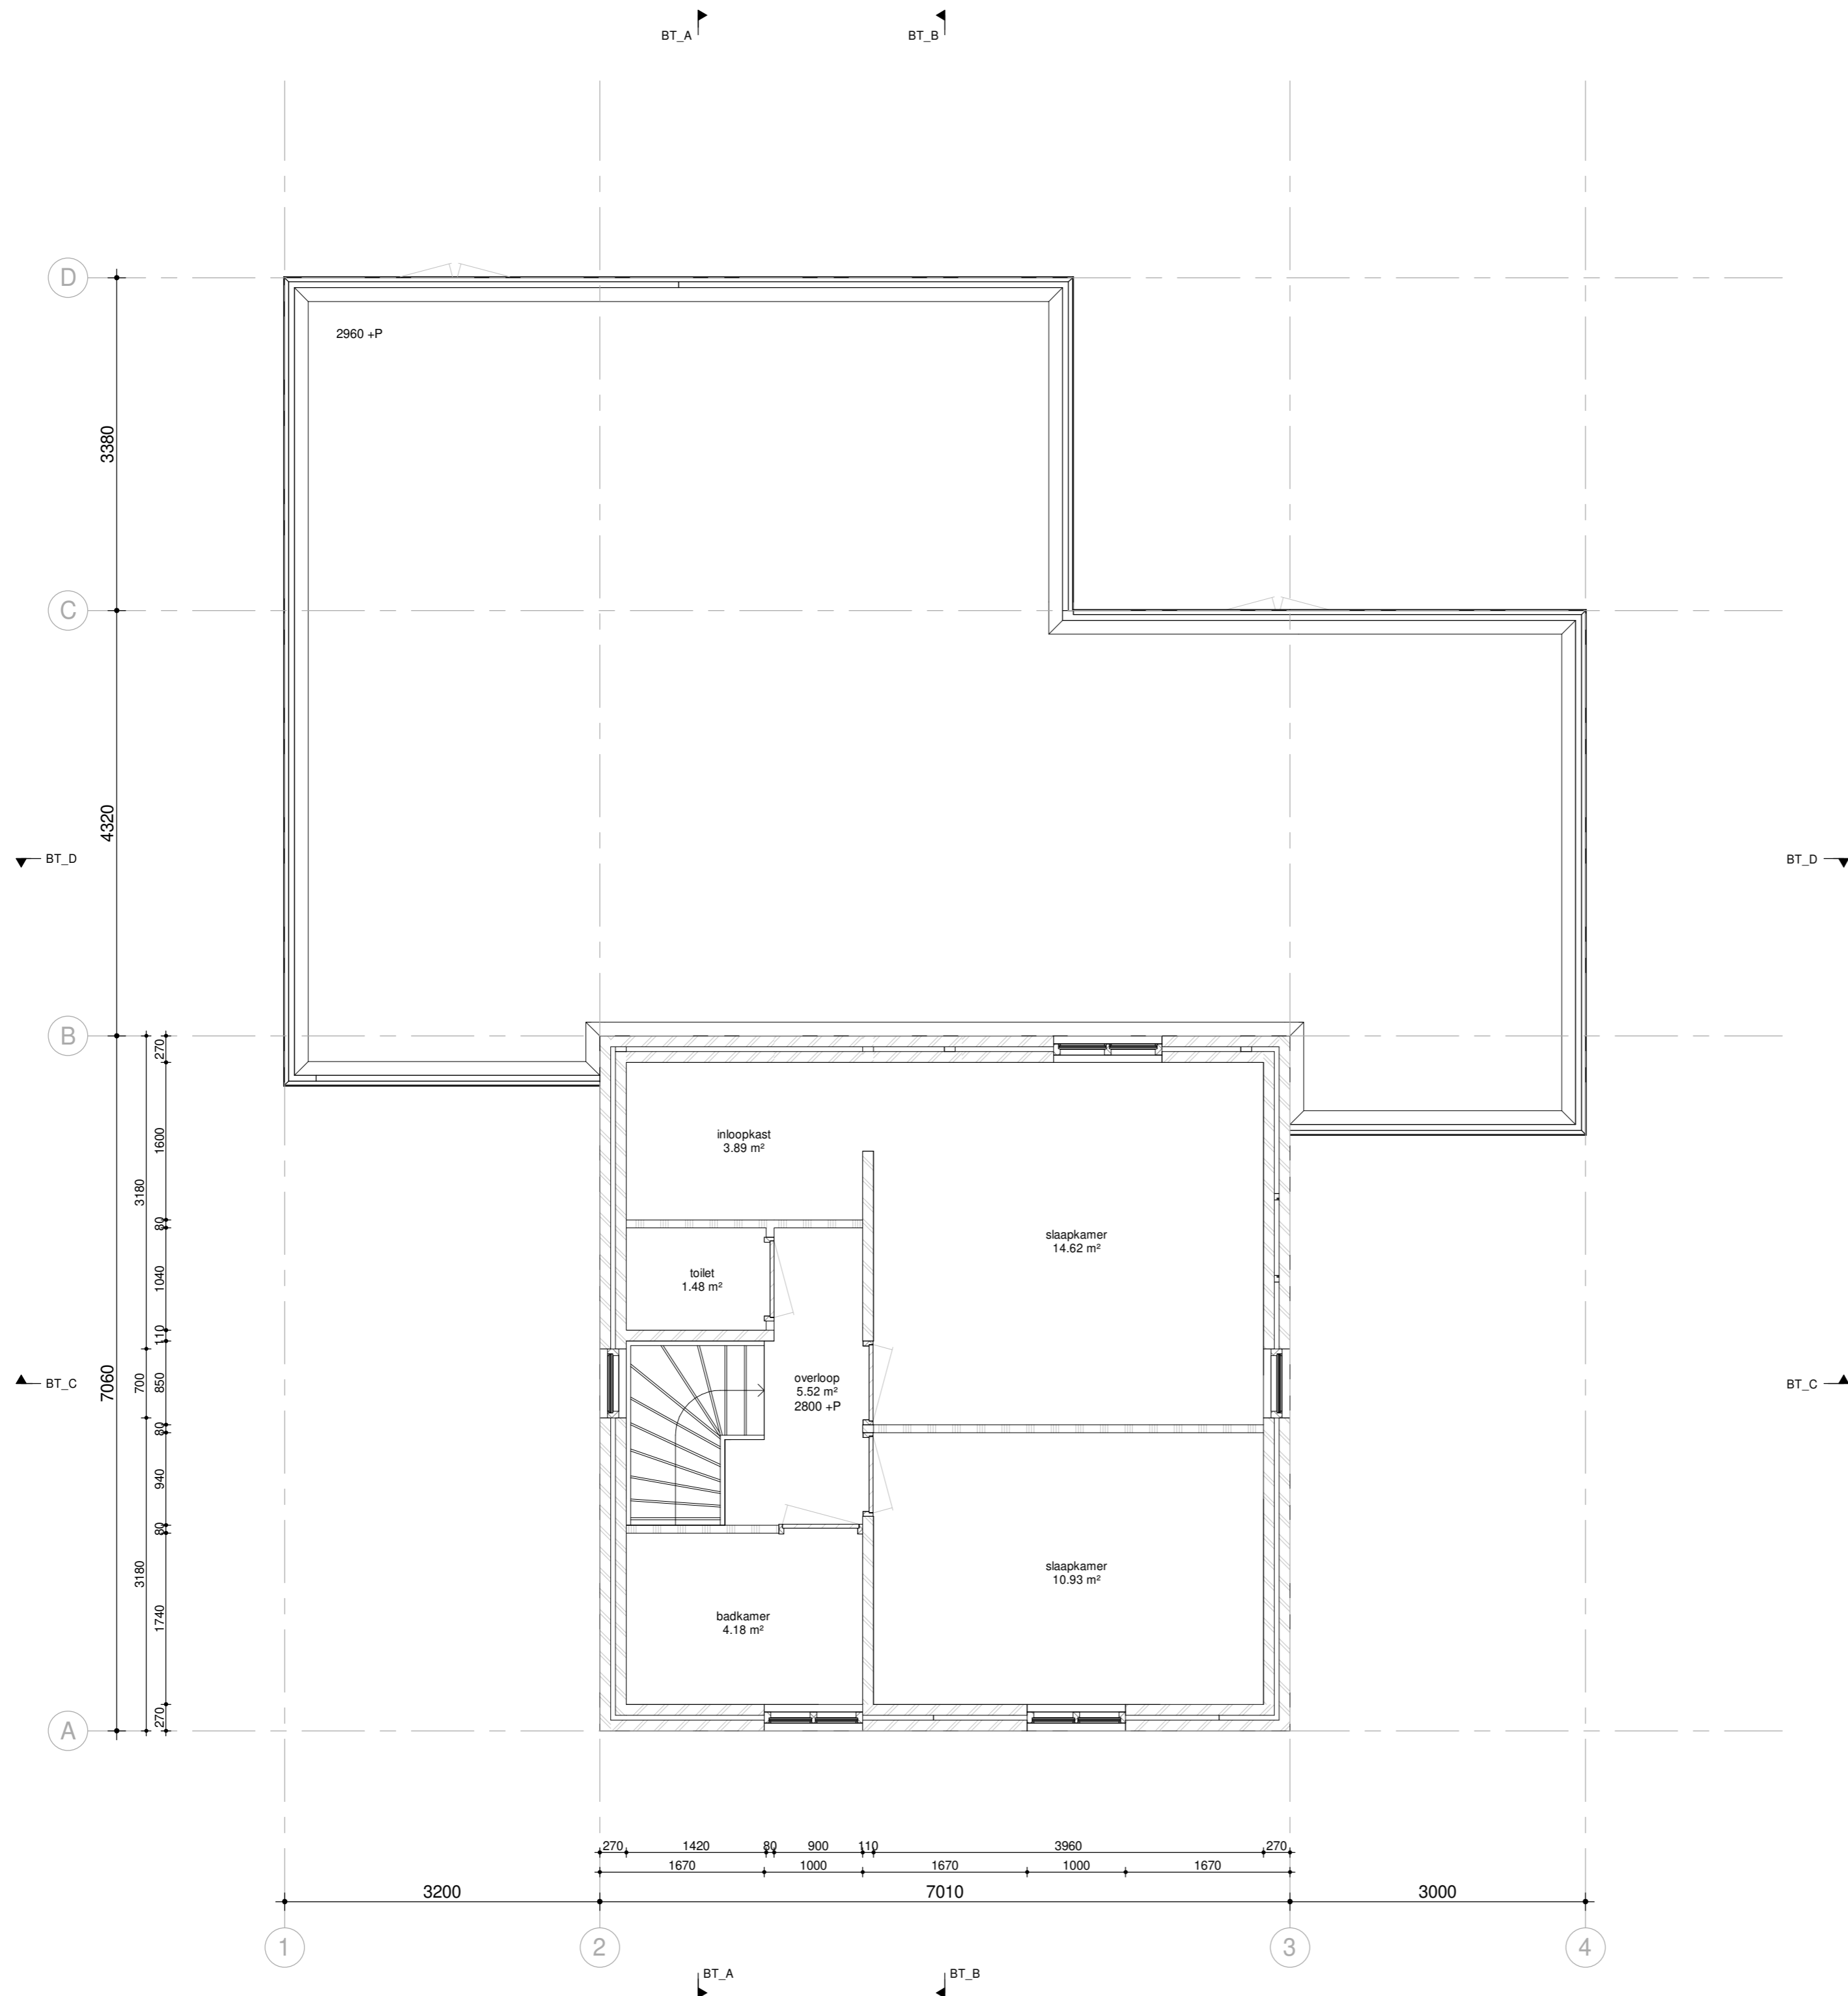 BT_A
BT_B
D
2960 +P
3380
C
4320
BT_D
BT_D
B
270
1600
3180
80
1040
110
7060
700
850
80
940
80
3180
1740
270
inloopkast
3.89 m²
slaapkamer
14.62 m²
toilet
1.48 m²
BT_C
overloop
5.52 m²
2800 +P
BT_C
slaapkamer
10.93 m²
badkamer
4.18 m²
A
270
1420
80
900
110
3960
270
1670
1000
1670
1000
1670
3200
7010
3000
1
2
3
4
BT_A
BT_B